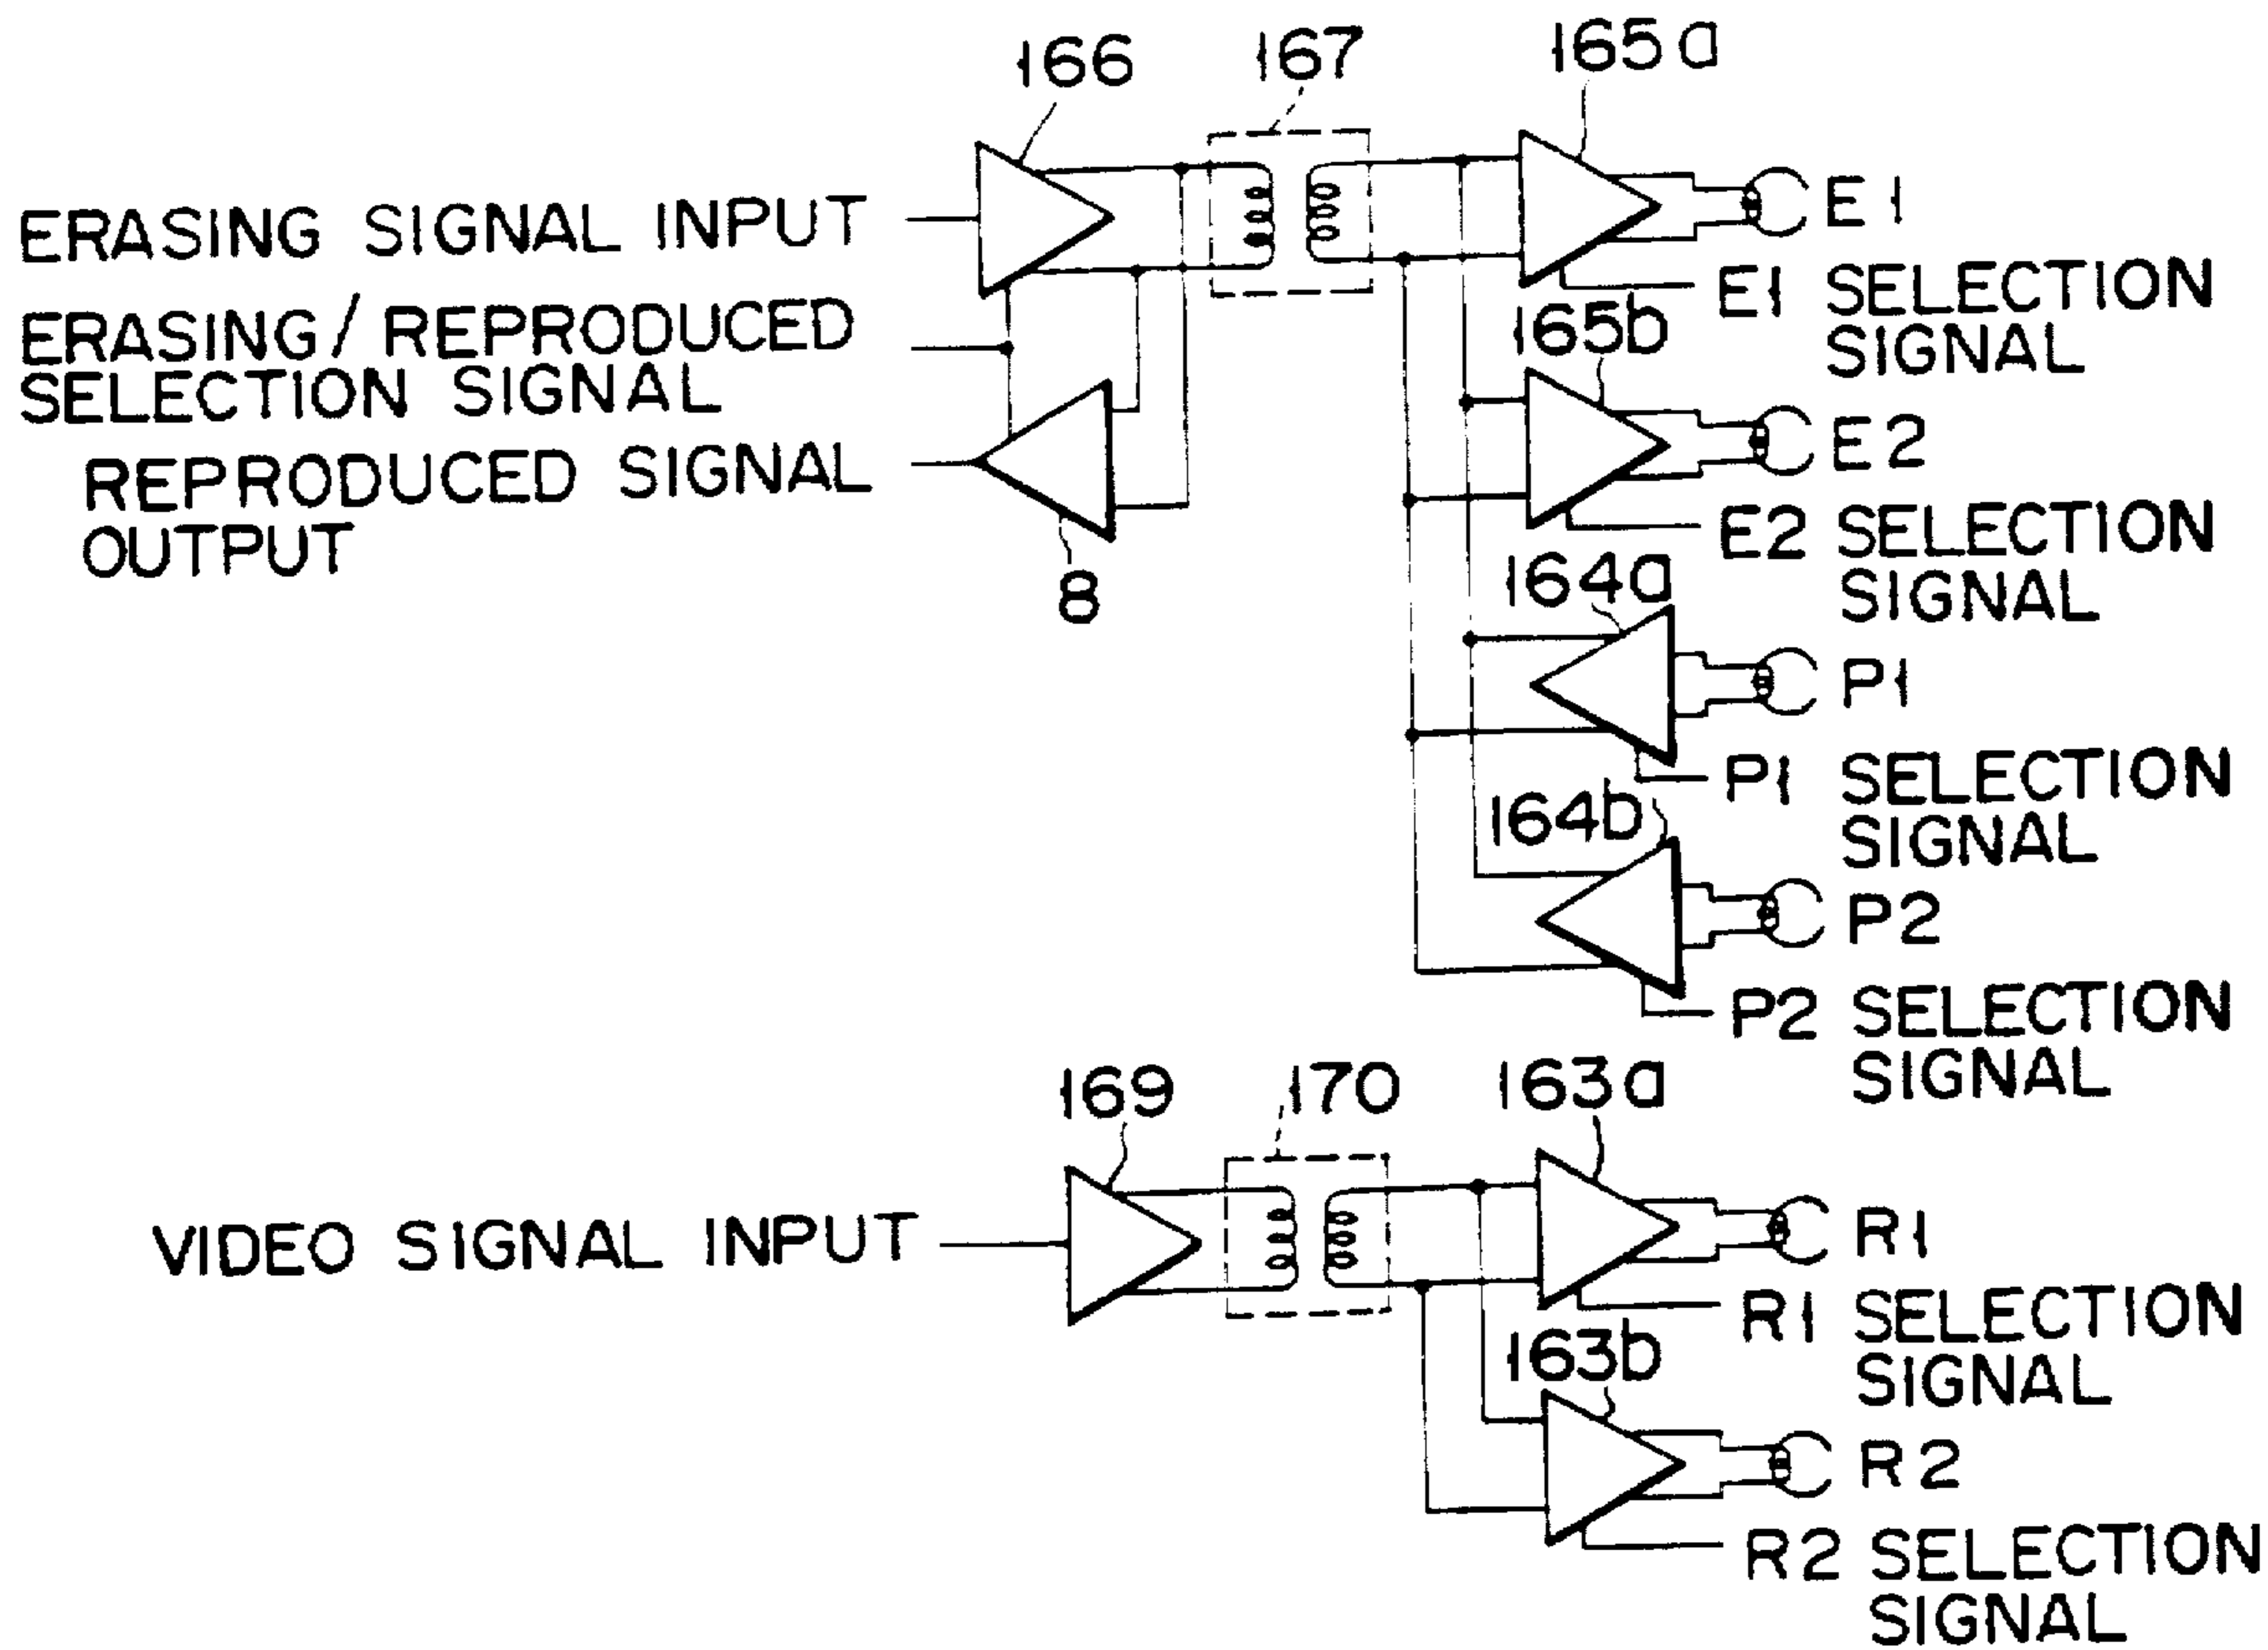 166
167
165a
ERASING SIGNAL INPUT
E1
E1 SELECTION
SIGNAL
ERASING/REPRODUCED
SELECTION SIGNAL
165b
E2
REPRODUCED SIGNAL
OUTPUT
E2 SELECTION
SIGNAL
8
164a
P1
P1 SELECTION
SIGNAL
164b
P2
P2 SELECTION
SIGNAL
169
170
163a
VIDEO SIGNAL INPUT
R1
R1 SELECTION
SIGNAL
163b
R2
R2 SELECTION
SIGNAL